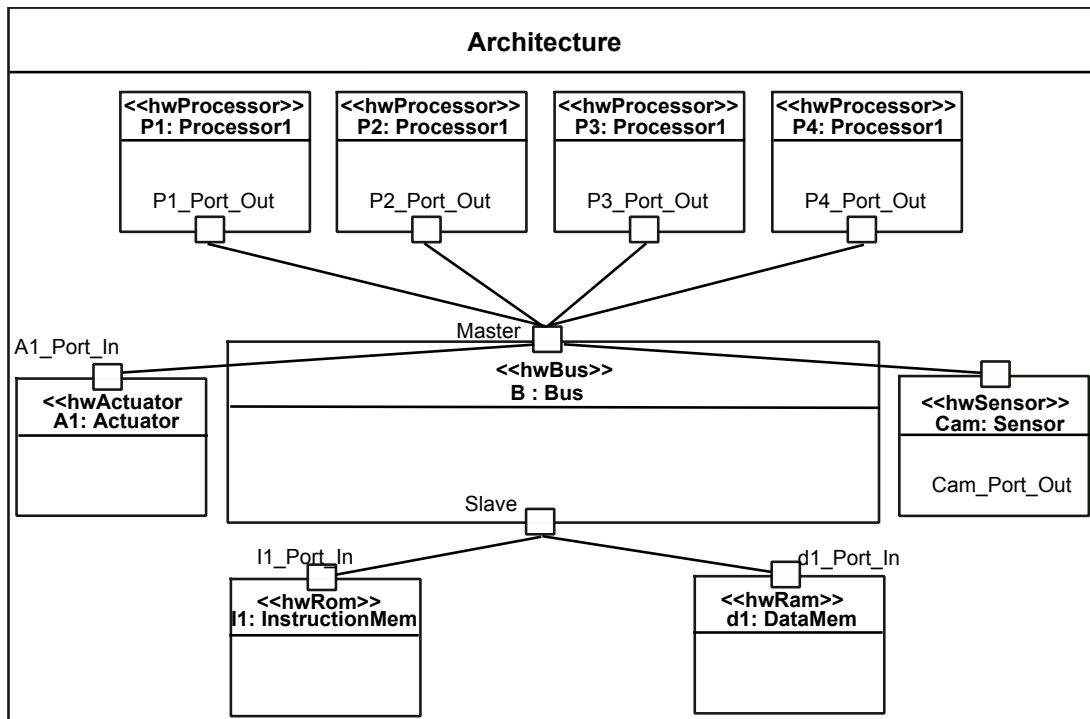 Architecture
<<hwProcessor>>
P1: Processor1
P1_Port_Out
<<hwProcessor>>
P2: Processor1
P2_Port_Out
<<hwProcessor>>
P3: Processor1
P3_Port_Out
<<hwProcessor>>
P4: Processor1
P4_Port_Out
Master
A1_Port_In
<<hwActuator
A1: Actuator
<<hwBus>>
B : Bus
<<hwSensor>>
Cam: Sensor
Cam_Port_Out
Slave
I1_Port_In
<<hwRom>>
I1: InstructionMem
d1_Port_In
<<hwRam>>
d1: DataMem